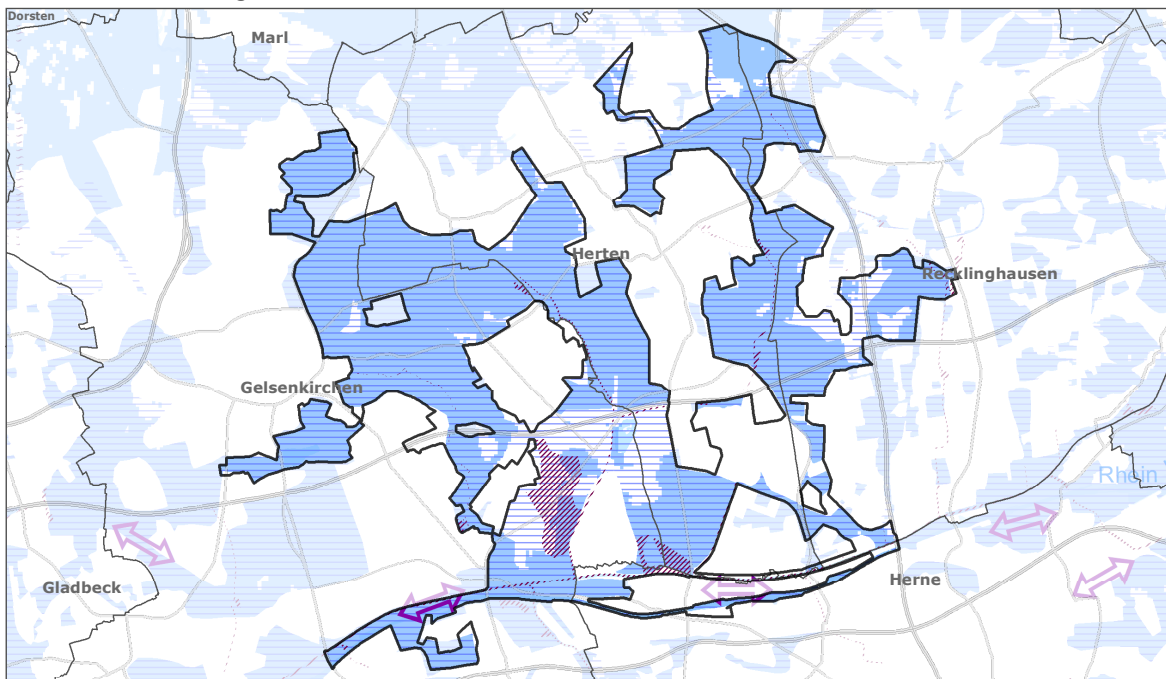 Dorsten
Marl
Herten
Recklinghausen
Gelsenkirchen
Rhein
Gladbeck
Herne